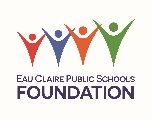 EAU CLAIRE PUBLIC SCHOOLS
FOUNDATION